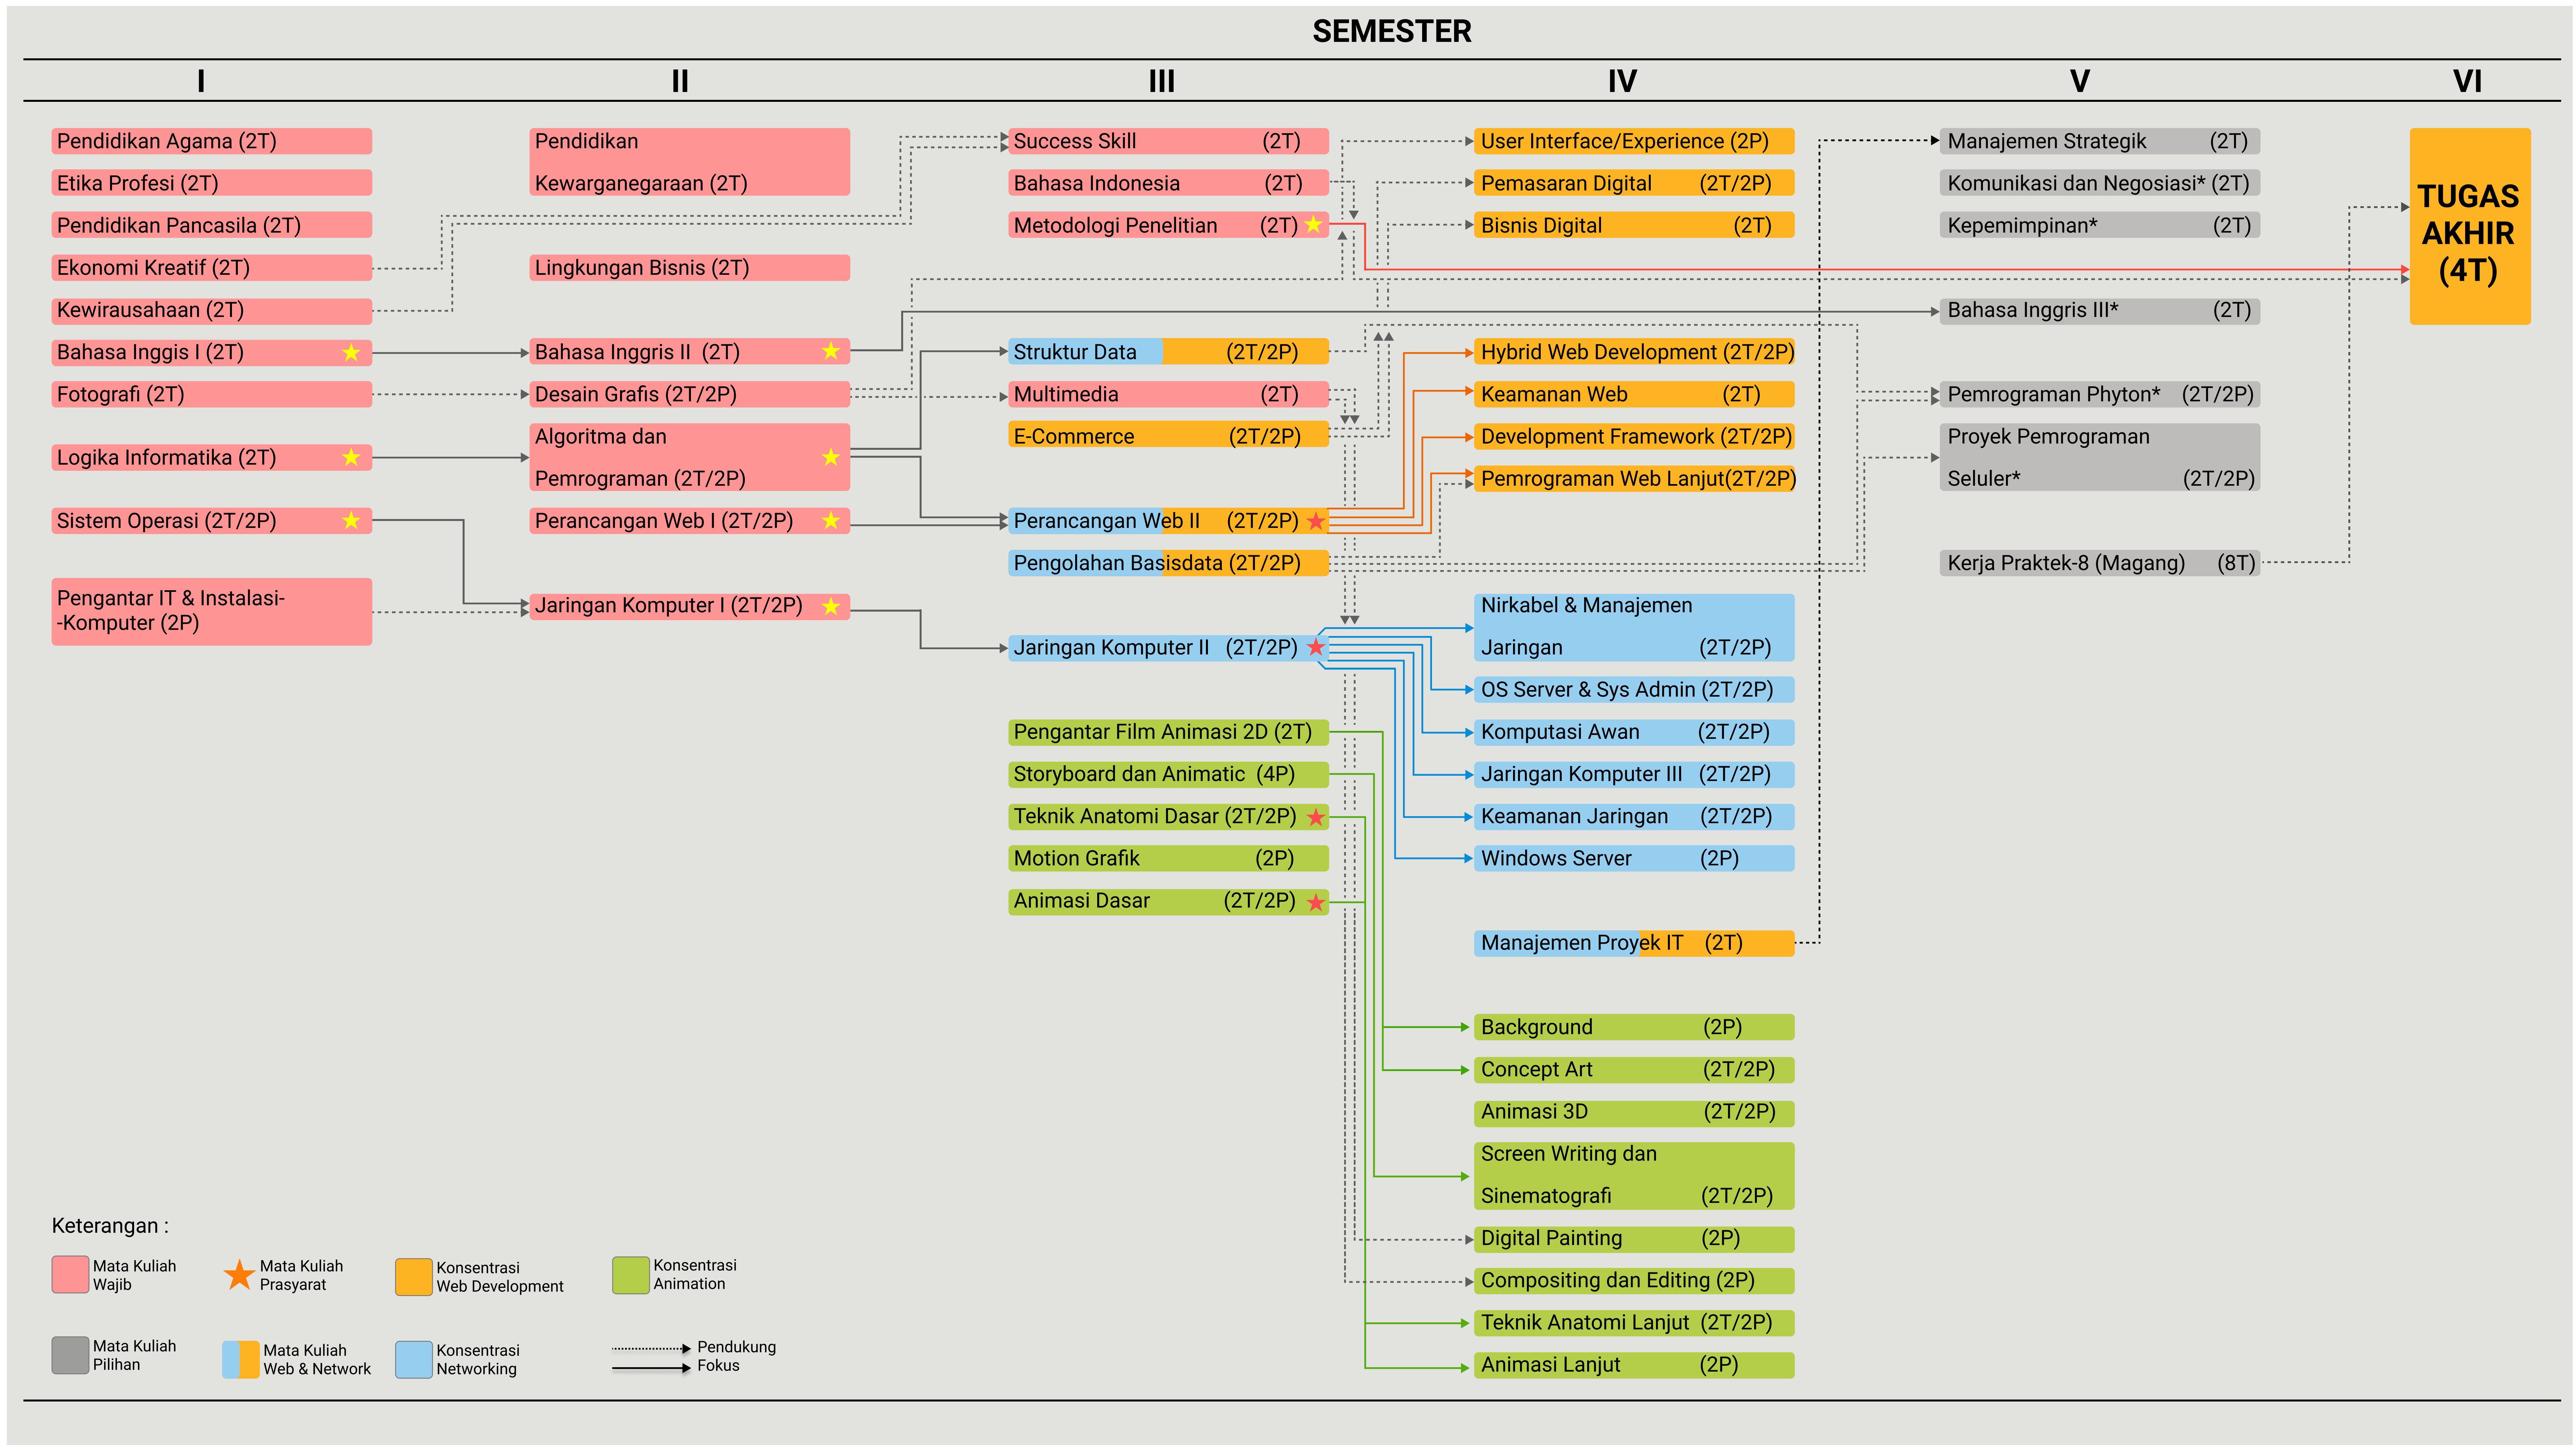 SEMESTER
I
II
III
IV
V
VI
Pendidikan Agama (2T)
Etika Profesi (2T)
Pendidikan Pancasila (2T)
Ekonomi Kreatif (2T)
Kewirausahaan (2T)
Bahasa Inggis I (2T)
Fotografi (2T)
Logika Informatika (2T)
Sistem Operasi (2T/2P)
Pengantar IT & Instalasi-
-Komputer (2P)
Pendidikan
Kewarganegaraan (2T)
Lingkungan Bisnis (2T)
Bahasa Inggris II (2T)
Desain Grafis (2T/2P)
Algoritma dan
Pemrograman (2T/2P)
Perancangan Web I (2T/2P)
Jaringan Komputer I (2T/2P)
Success Skill (2T)
Bahasa Indonesia (2T)
Metodologi Penelitian (2T)
Struktur Data (2T/2P)
Multimedia (2T)
E-Commerce (2T/2P)
Perancangan Web II (2T/2P)
Pengolahan Basisdata (2T/2P)
Jaringan Komputer II (2T/2P)
Pengantar Film Animasi 2D (2T)
Storyboard dan Animatic (4P)
Teknik Anatomi Dasar (2T/2P)
Motion Grafik (2P)
Animasi Dasar (2T/2P)
User Interface/Experience (2P)
Pemasaran Digital (2T/2P)
Bisnis Digital (2T)
Hybrid Web Development (2T/2P)
Keamanan Web (2T)
Development Framework (2T/2P)
Pemrograman Web Lanjut(2T/2P)
Nirkabel & Manajemen
Jaringan (2T/2P)
OS Server & Sys Admin (2T/2P)
Komputasi Awan (2T/2P)
Jaringan Komputer III (2T/2P)
Keamanan Jaringan (2T/2P)
Windows Server (2P)
Manajemen Proyek IT (2T)
Background (2P)
Concept Art (2T/2P)
Animasi 3D (2T/2P)
Screen Writing dan
Sinematografi (2T/2P)
Digital Painting (2P)
Compositing dan Editing (2P)
Teknik Anatomi Lanjut (2T/2P)
Animasi Lanjut (2P)
Manajemen Strategik (2T)
Komunikasi dan Negosiasi* (2T)
Kepemimpinan* (2T)
Bahasa Inggris III* (2T)
Pemrograman Phyton* (2T/2P)
Proyek Pemrograman
Seluler* (2T/2P)
Kerja Praktek-8 (Magang) (8T)
TUGAS
AKHIR
(4T)
Keterangan :
Mata Kuliah
Wajib
Mata Kuliah
Prasyarat
Konsentrasi
Web Development
Konsentrasi
Animation
Mata Kuliah
Pilihan
Mata Kuliah
Web & Network
Konsentrasi
Networking
Pendukung
Fokus